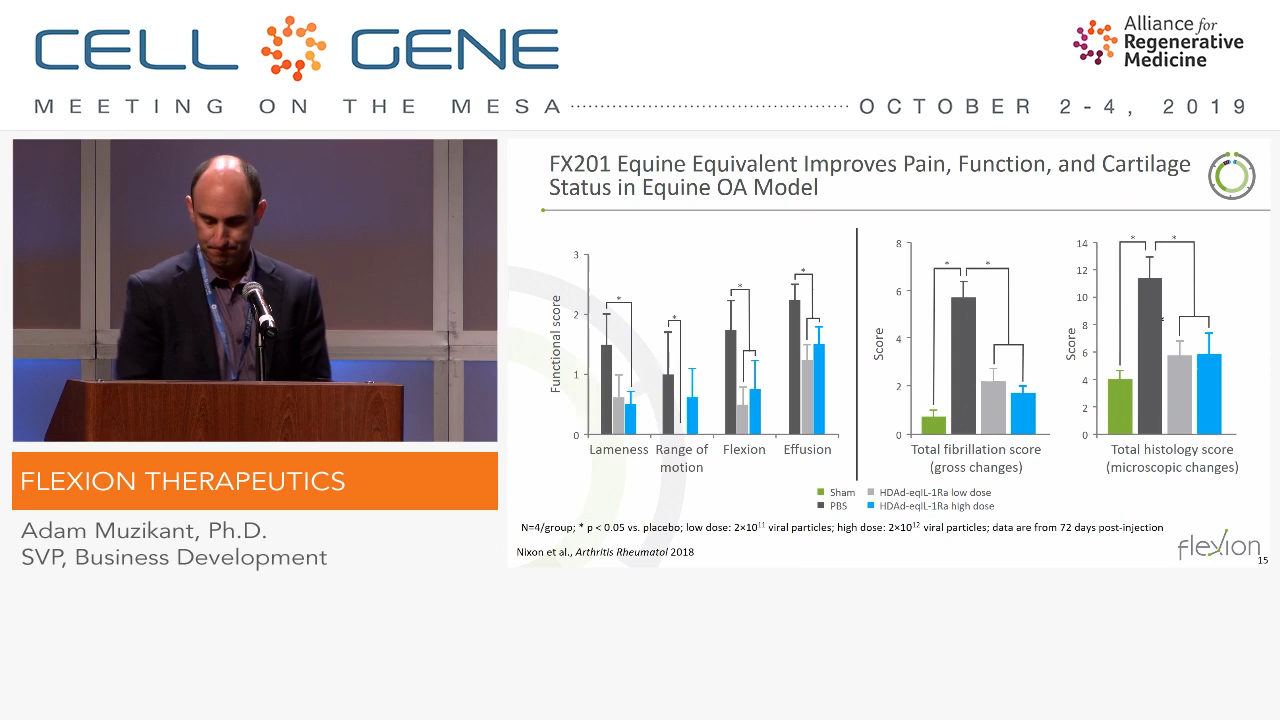 CELL GENE
MEETING ON THE MESA
OCTOBER 2-4, 2019
Alliance for
Regenerative
Medicine
FLEXION THERAPEUTICS
Adam Muzikant, Ph.D.
SVP, Business Development
FX201 Equine Equivalent Improves Pain, Function, and Cartilage
Status in Equine OA Model
Functional score
3
2
1
0
*
*
*
*
Lameness
Range of
motion
Flexion
Effusion
Score
8
6
4
2
0
*
*
Total fibrillation score
(gross changes)
Score
14
12
10
8
6
4
2
0
*
*
Total histology score
(microscopic changes)
Sham
HDAd-eqIL-1Ra low dose
PBS
HDAd-eqIL-1Ra high dose
N=4/group; * p < 0.05 vs. placebo; low dose: 2×10¹¹ viral particles; high dose: 2×10¹² viral particles; data are from 72 days post-injection
Nixon et al., Arthritis Rheumatol 2018
flexion
15